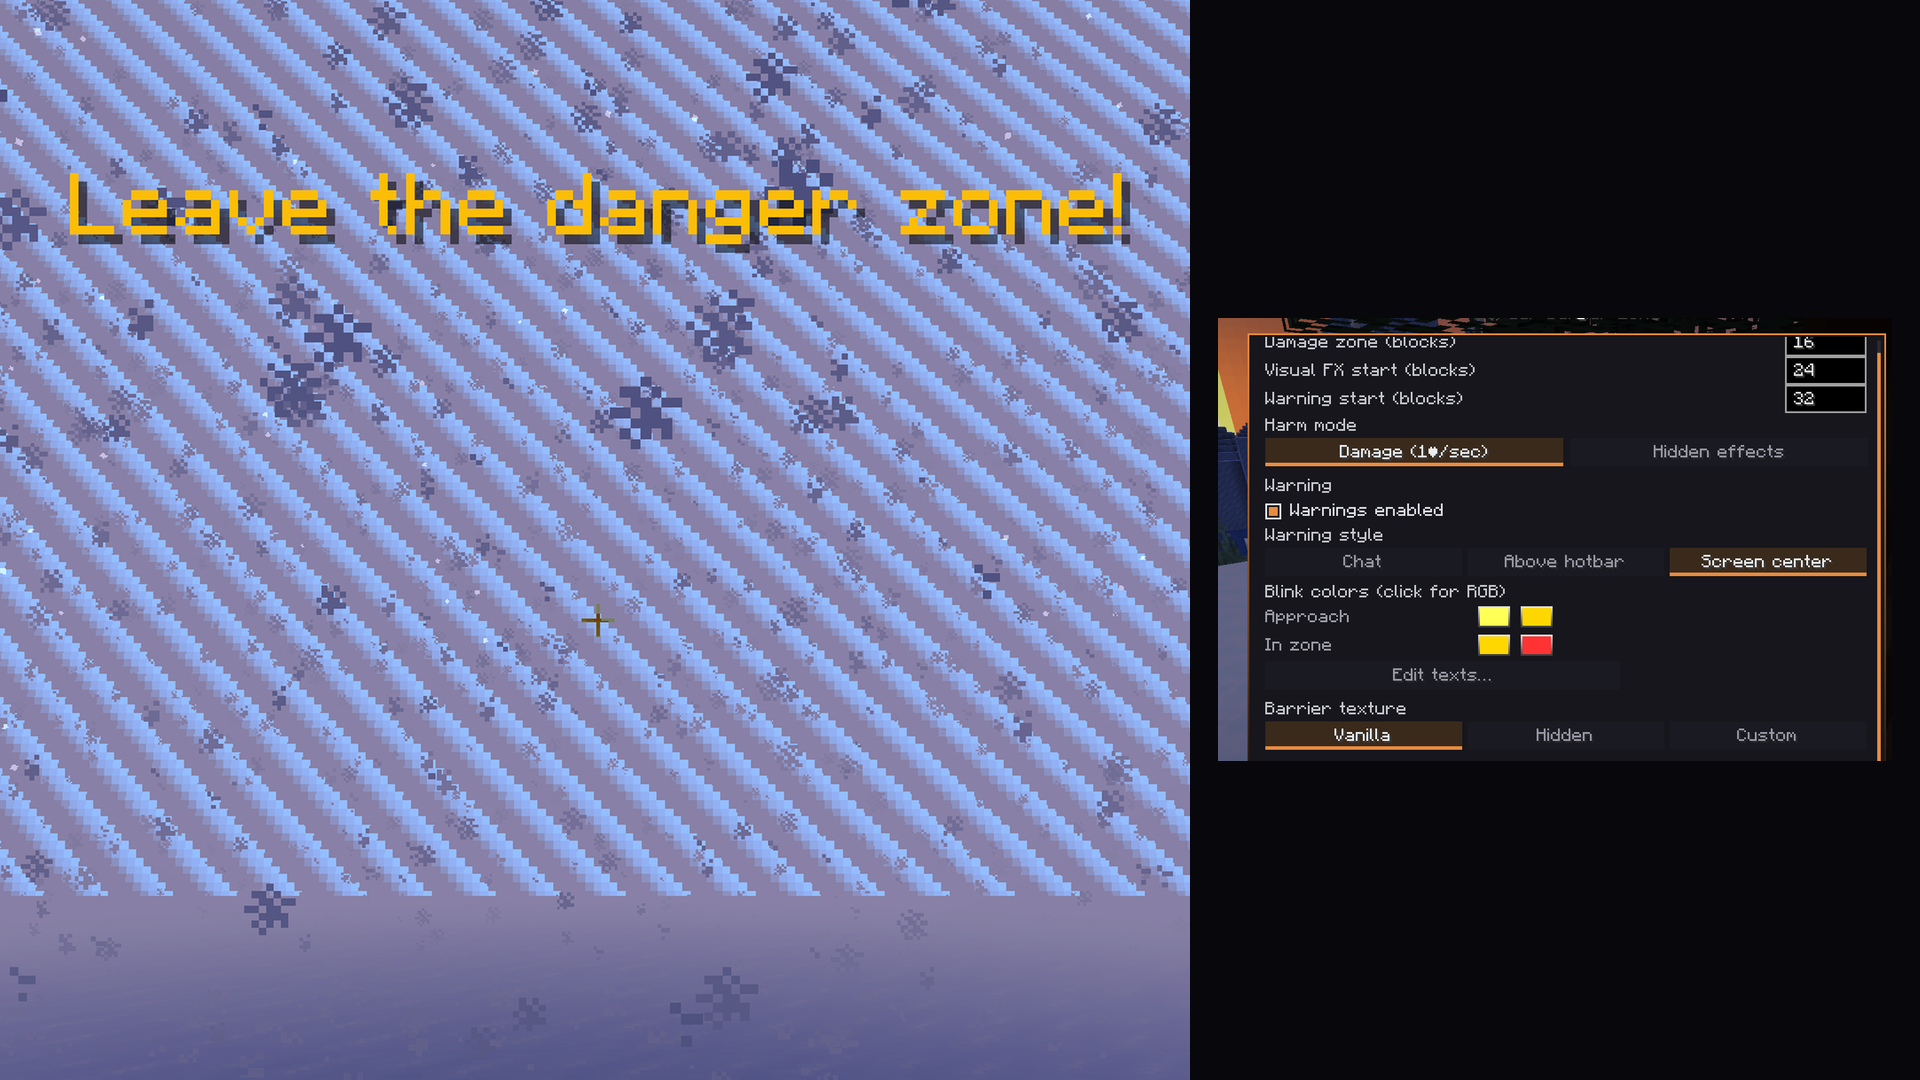 Leave the danger zone!
Damage zone (blocks) 16
Visual FX start (blocks) 24
Warning start (blocks) 32
Harm mode
Damage (1♥/sec) Hidden effects
Warning
Warnings enabled
Warning style
Chat Above hotbar Screen center
Blink colors (click for RGB)
Approach
In zone
Edit texts...
Barrier texture
Vanilla Hidden Custom